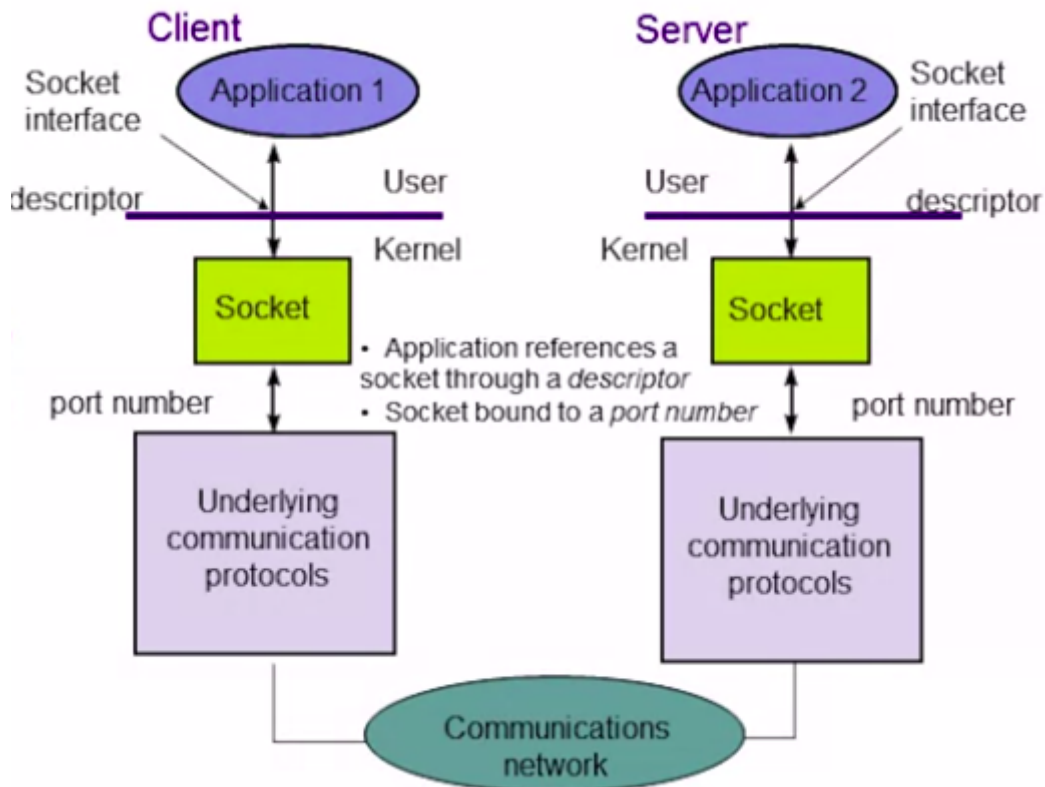 Client
Server
Socket
interface
Application 1
Application 2
Socket
interface
descriptor
User
User
descriptor
Kernel
Kernel
Socket
Socket
• Application references a
socket through a descriptor
• Socket bound to a port number
port number
port number
Underlying
communication
protocols
Underlying
communication
protocols
Communications
network